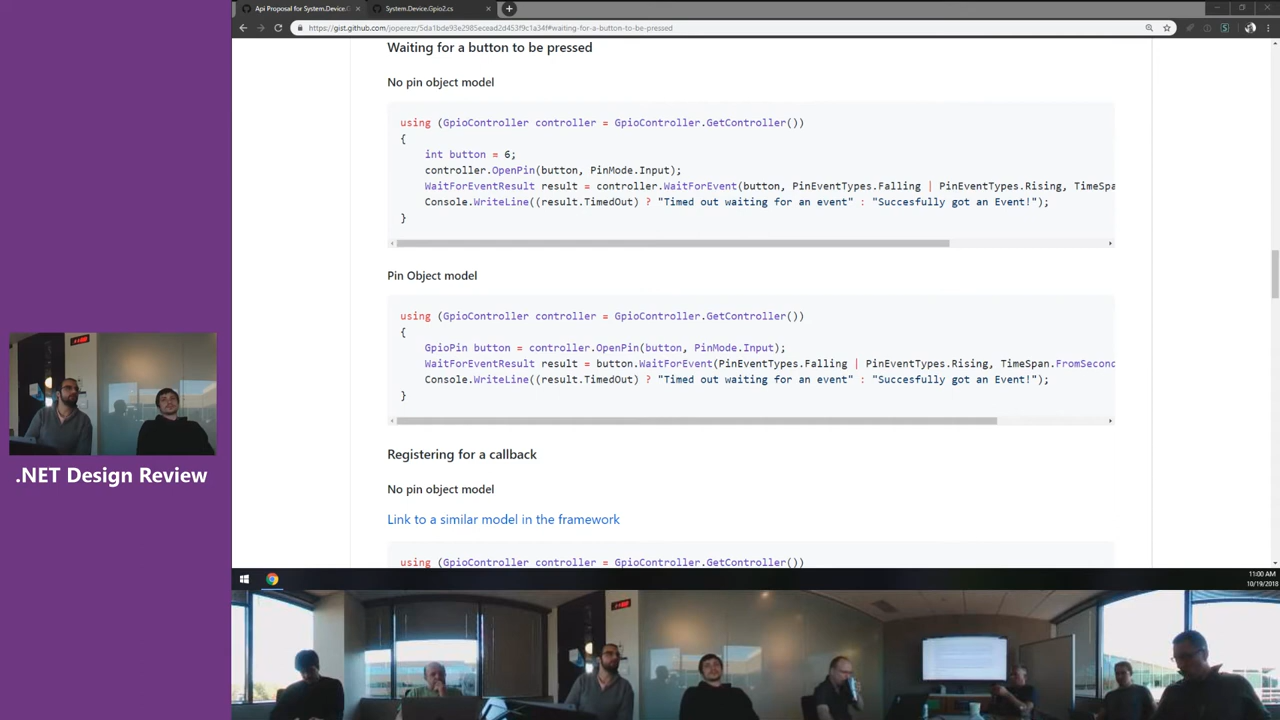 Api Proposal for System.Device.
System.Device.Gpio2.cs
https://gist.github.com/joperezr/5da1bde93e2985ecead2d453f9c1a34f#waiting-for-a-button-to-be-pressed
Waiting for a button to be pressed
No pin object model
using (GpioController controller = GpioController.GetController())
{
int button = 6;
controller.OpenPin(button, PinMode.Input);
WaitForEventResult result = controller.WaitForEvent(button, PinEventTypes.Falling | PinEventTypes.Rising, TimeSpa
Console.WriteLine((result.TimedOut) ? "Timed out waiting for an event" : "Succesfully got an Event!");
}
Pin Object model
using (GpioController controller = GpioController.GetController())
{
GpioPin button = controller.OpenPin(button, PinMode.Input);
WaitForEventResult result = button.WaitForEvent(PinEventTypes.Falling | PinEventTypes.Rising, TimeSpan.FromSecond
Console.WriteLine((result.TimedOut) ? "Timed out waiting for an event" : "Succesfully got an Event!");
}
.NET Design Review
Registering for a callback
No pin object model
Link to a similar model in the framework
using (GpioController controller = GpioController.GetController())
11:00 AM
10/19/2018